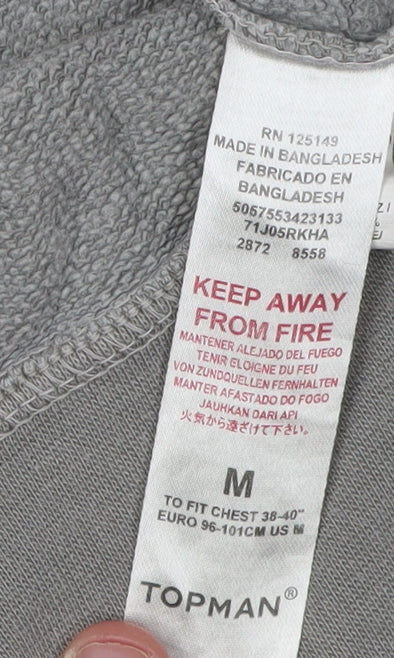 RN 125149
MADE IN BANGLADESH
FABRICADO EN
BANGLADESH
5057553423133
71J05RKHA
2872 8558
KEEP AWAY
FROM FIRE
MANTENER ALEJADO DEL FUEGO
TENIR ELOIGNE DU FEU
VON ZUNDQUELLEN FERNHALTEN
MANTER AFASTADO DO FOGO
JAUHKAN DARI API
火気から遠ざけて下さい。
M
TO FIT CHEST 38-40"
EURO 96-101CM US M
TOPMAN®